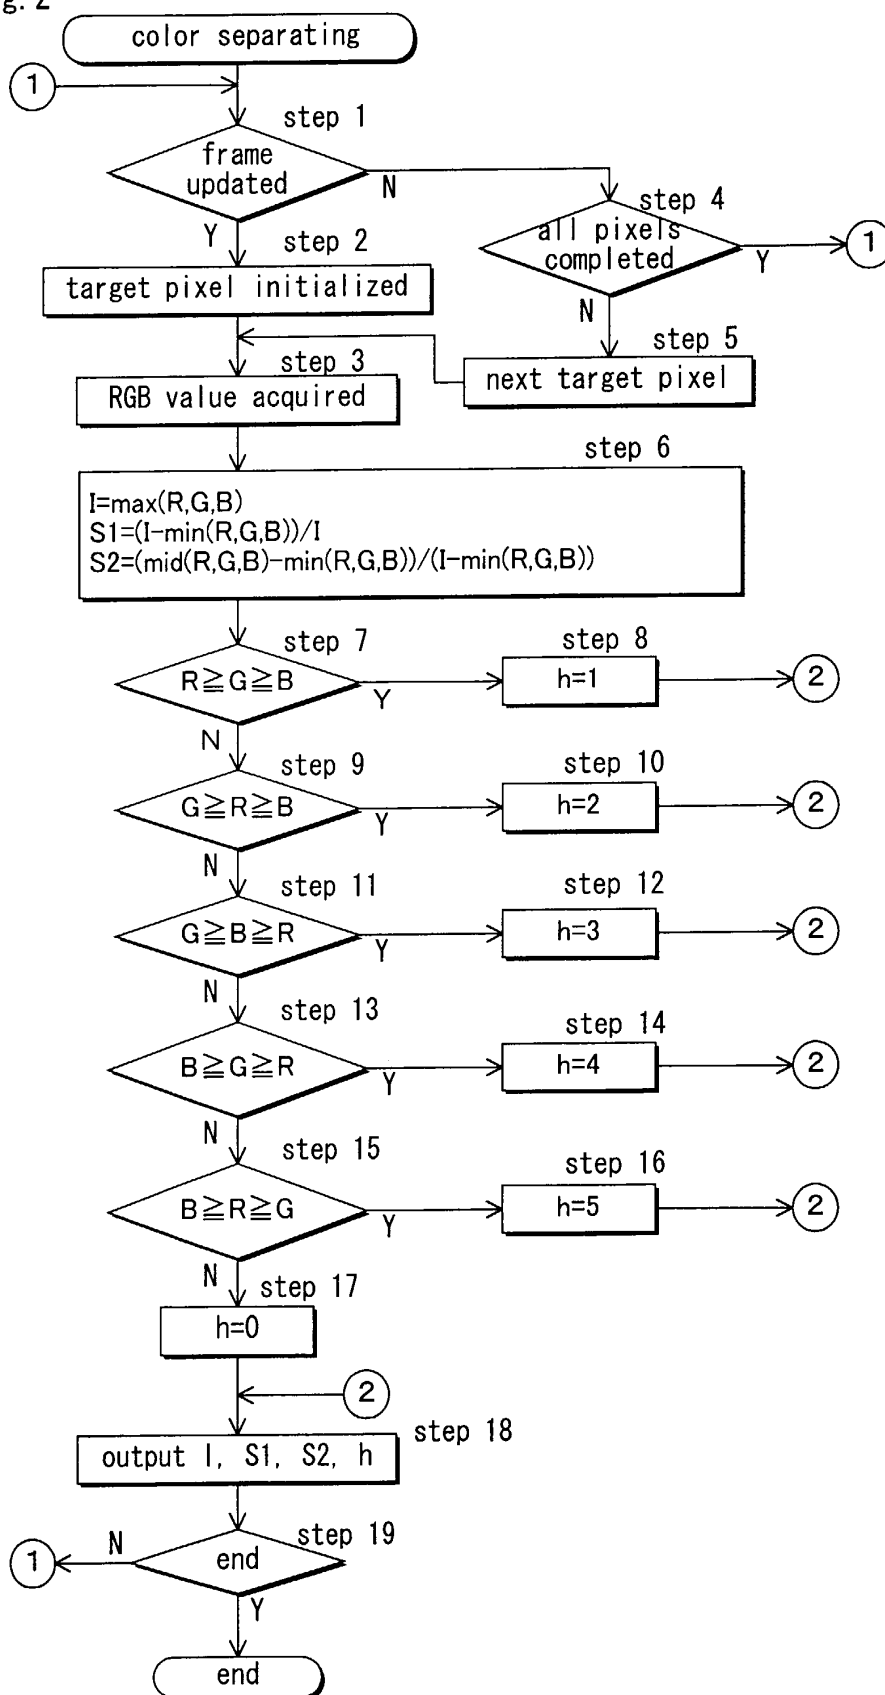 g. 2
color separating
1
step 1
frame
updated
N
Y
step 4
all pixels
completed
Y
1
N
step 2
target pixel initialized
step 5
next target pixel
step 3
RGB value acquired
step 6
I=max(R,G,B)
S1=(I-min(R,G,B))/I
S2=(mid(R,G,B)-min(R,G,B))/(I-min(R,G,B))
step 7
R≧G≧B
Y
N
step 8
h=1
2
step 9
G≧R≧B
Y
N
step 10
h=2
2
step 11
G≧B≧R
Y
N
step 12
h=3
2
step 13
B≧G≧R
Y
N
step 14
h=4
2
step 15
B≧R≧G
Y
N
step 16
h=5
2
step 17
h=0
2
step 18
output I, S1, S2, h
step 19
end
N
1
Y
end